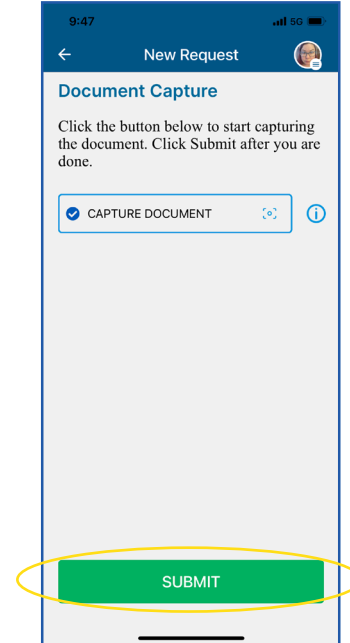 9:47 5G
New Request
Document Capture
Click the button below to start capturing
the document. Click Submit after you are
done.
CAPTURE DOCUMENT
SUBMIT